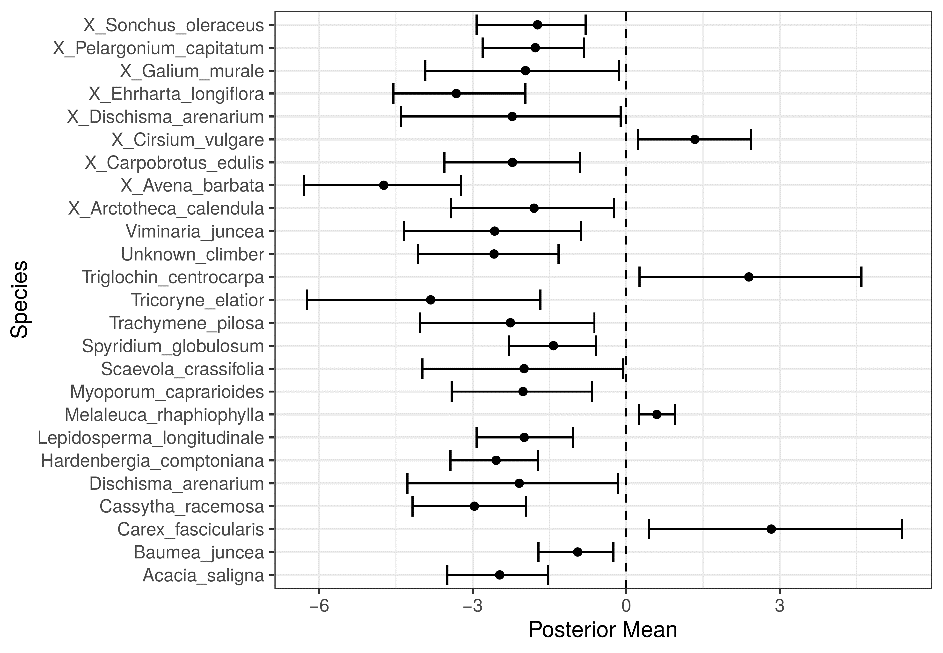 X_Sonchus_oleraceus
X_Pelargonium_capitatum
X_Galium_murale
X_Ehrharta_longiflora
X_Dischisma_arenarium
X_Cirsium_vulgare
X_Carpobrotus_edulis
X_Avena_barbata
X_Arctotheca_calendula
Viminaria_juncea
Unknown_climber
Triglochin_centrocarpa
Tricoryne_elatior
Trachymene_pilosa
Spyridium_globulosum
Scaevola_crassifolia
Myoporum_caprarioides
Melaleuca_rhaphiophylla
Lepidosperma_longitudinale
Hardenbergia_comptoniana
Dischisma_arenarium
Cassytha_racemosa
Carex_fascicularis
Baumea_juncea
Acacia_saligna
Species
−6 −3 0 3
Posterior Mean